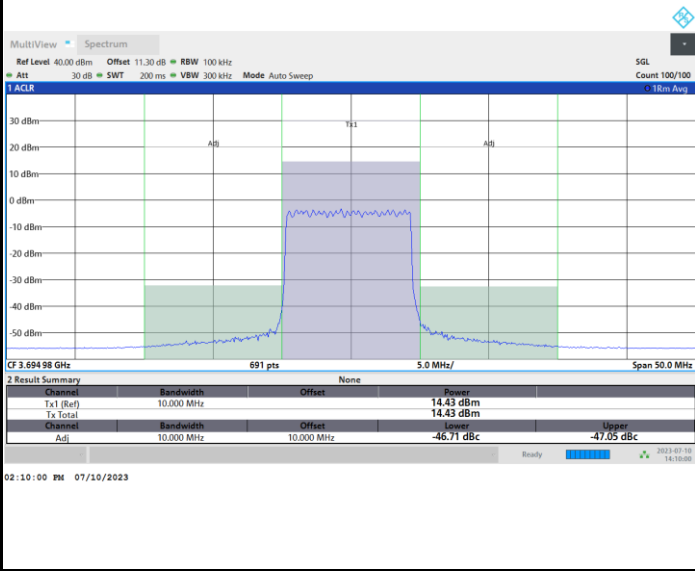 MultiView Spectrum
Ref Level 40.00 dBm Offset 11.30 dB RBW 100 kHz SGL
Att 30 dB SWT 200 ms VBW 300 kHz Mode Auto Sweep Count 100/100
1 ACLR 1Rm Avg
30 dBm
Tx1
20 dBm
Adj Adj
10 dBm
0 dBm
-10 dBm
-20 dBm
-30 dBm
-40 dBm
-50 dBm
CF 3.69498 GHz 691 pts 5.0 MHz/ Span 50.0 MHz
2 Result Summary None
Channel Bandwidth Offset Power
Tx1 (Ref) 10.000 MHz 14.43 dBm
Tx Total 14.43 dBm
Channel Bandwidth Offset Lower Upper
Adj 10.000 MHz 10.000 MHz -46.71 dBc -47.05 dBc
Ready 2023-07-10
14:10:00
02:10:00 PM 07/10/2023